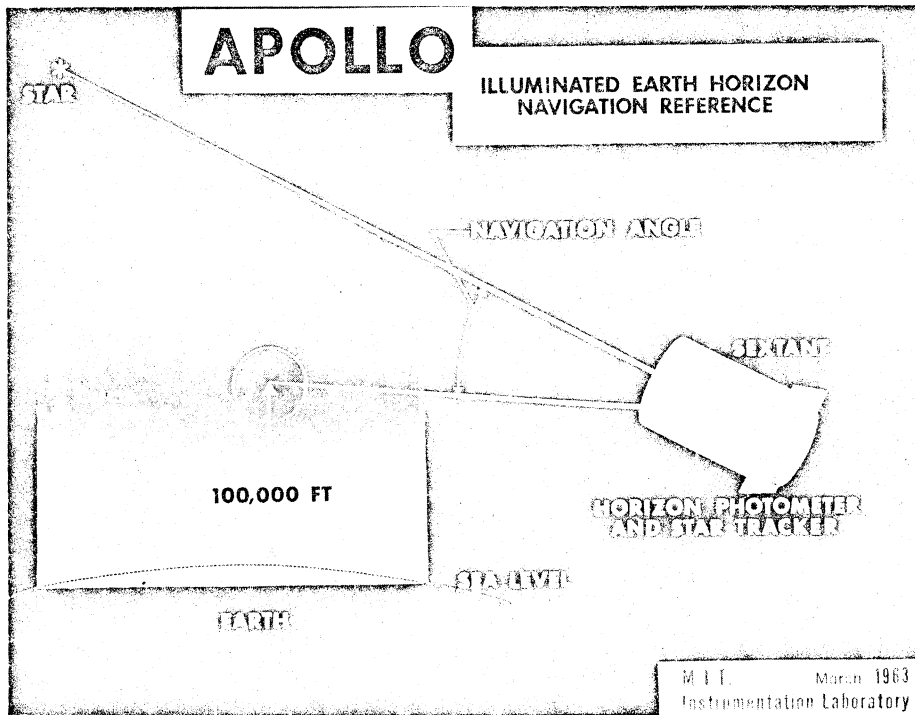 APOLLO
ILLUMINATED EARTH HORIZON
NAVIGATION REFERENCE
STAR
NAVIGATION ANGLE
SEXTANT
100,000 FT
HORIZON PHOTOMETER
AND STAR TRACKER
SEA LEVEL
EARTH
M I T. March 1963
Instrumentation Laboratory